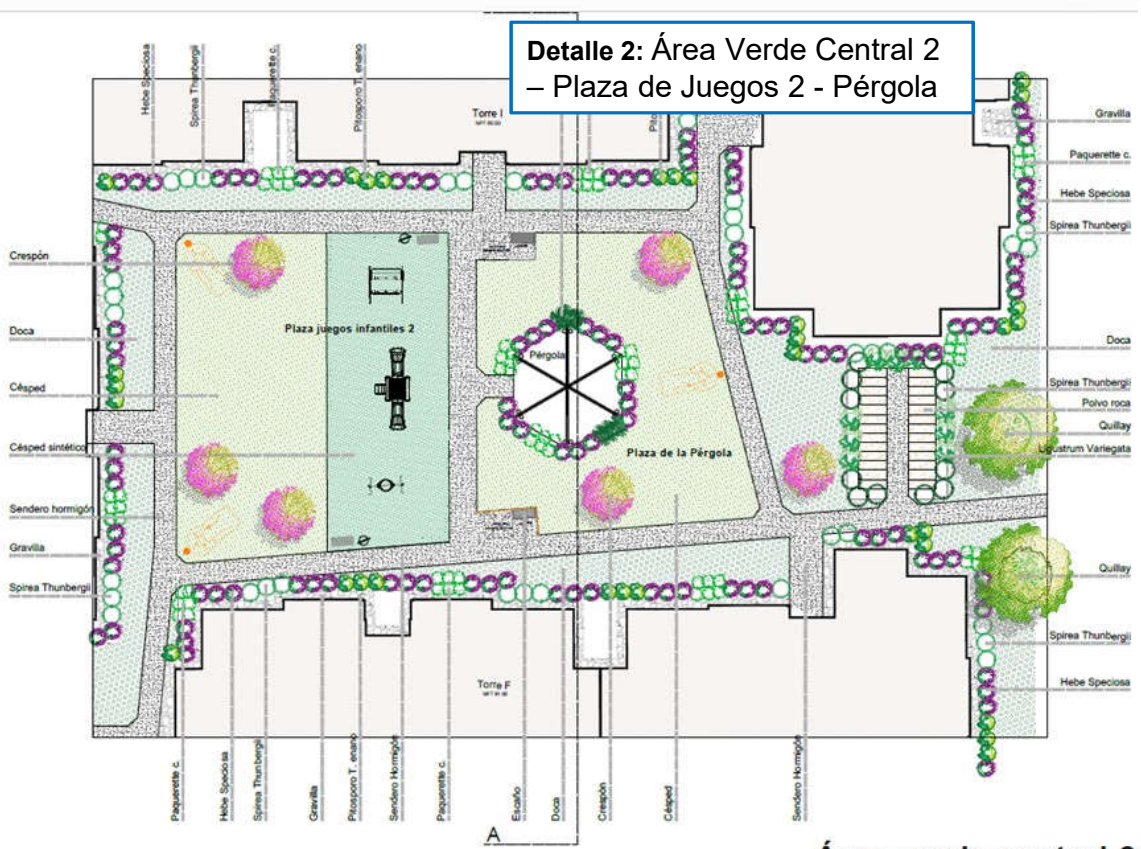 Detalle 2: Área Verde Central 2
– Plaza de Juegos 2 - Pérgola
Hebe Speciosa
Spirea Thunbergii
Paquerette c.
Pitosporo T. enano
Torre I
Gravilla
Paquerette c.
Hebe Speciosa
Spirea Thunbergii
Doca
Spirea Thunbergii
Polvo roca
Quillay
Ligustrum Variegata
Quillay
Spirea Thunbergii
Hebe Speciosa
Crespón
Doca
Césped
Césped sintético
Sendero hormigón
Gravilla
Spirea Thunbergii
Plaza juegos infantiles 2
Pérgola
Plaza de la Pérgola
Torre F
Paquerette c.
Hebe Speciosa
Spirea Thunbergii
Gravilla
Pitosporo T. enano
Sendero Hormigón
Paquerette c.
Escaño
Doca
Crespón
Césped
Sendero Hormigón
A